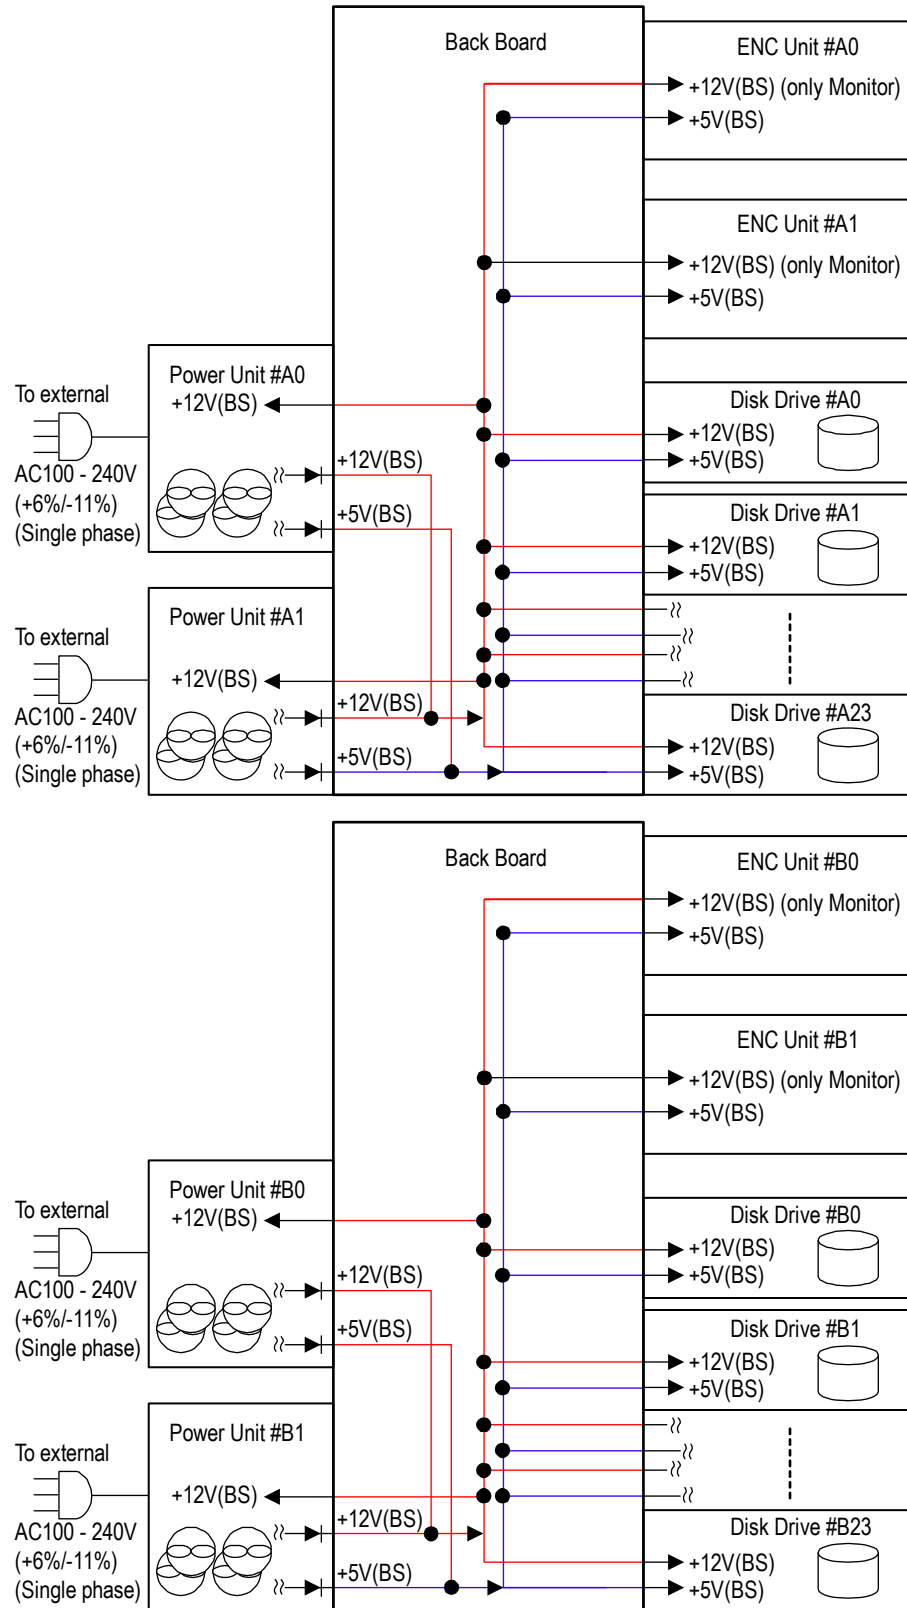 Back Board
ENC Unit #A0
+12V(BS) (only Monitor)
+5V(BS)
ENC Unit #A1
+12V(BS) (only Monitor)
+5V(BS)
Power Unit #A0
+12V(BS)
To external
AC100 - 240V
(+6%/-11%)
(Single phase)
+12V(BS)
+5V(BS)
Disk Drive #A0
+12V(BS)
+5V(BS)
Disk Drive #A1
+12V(BS)
+5V(BS)
Power Unit #A1
+12V(BS)
To external
AC100 - 240V
(+6%/-11%)
(Single phase)
+12V(BS)
+5V(BS)
Disk Drive #A23
+12V(BS)
+5V(BS)
Back Board
ENC Unit #B0
+12V(BS) (only Monitor)
+5V(BS)
ENC Unit #B1
+12V(BS) (only Monitor)
+5V(BS)
Power Unit #B0
+12V(BS)
To external
AC100 - 240V
(+6%/-11%)
(Single phase)
+12V(BS)
+5V(BS)
Disk Drive #B0
+12V(BS)
+5V(BS)
Disk Drive #B1
+12V(BS)
+5V(BS)
Power Unit #B1
+12V(BS)
To external
AC100 - 240V
(+6%/-11%)
(Single phase)
+12V(BS)
+5V(BS)
Disk Drive #B23
+12V(BS)
+5V(BS)